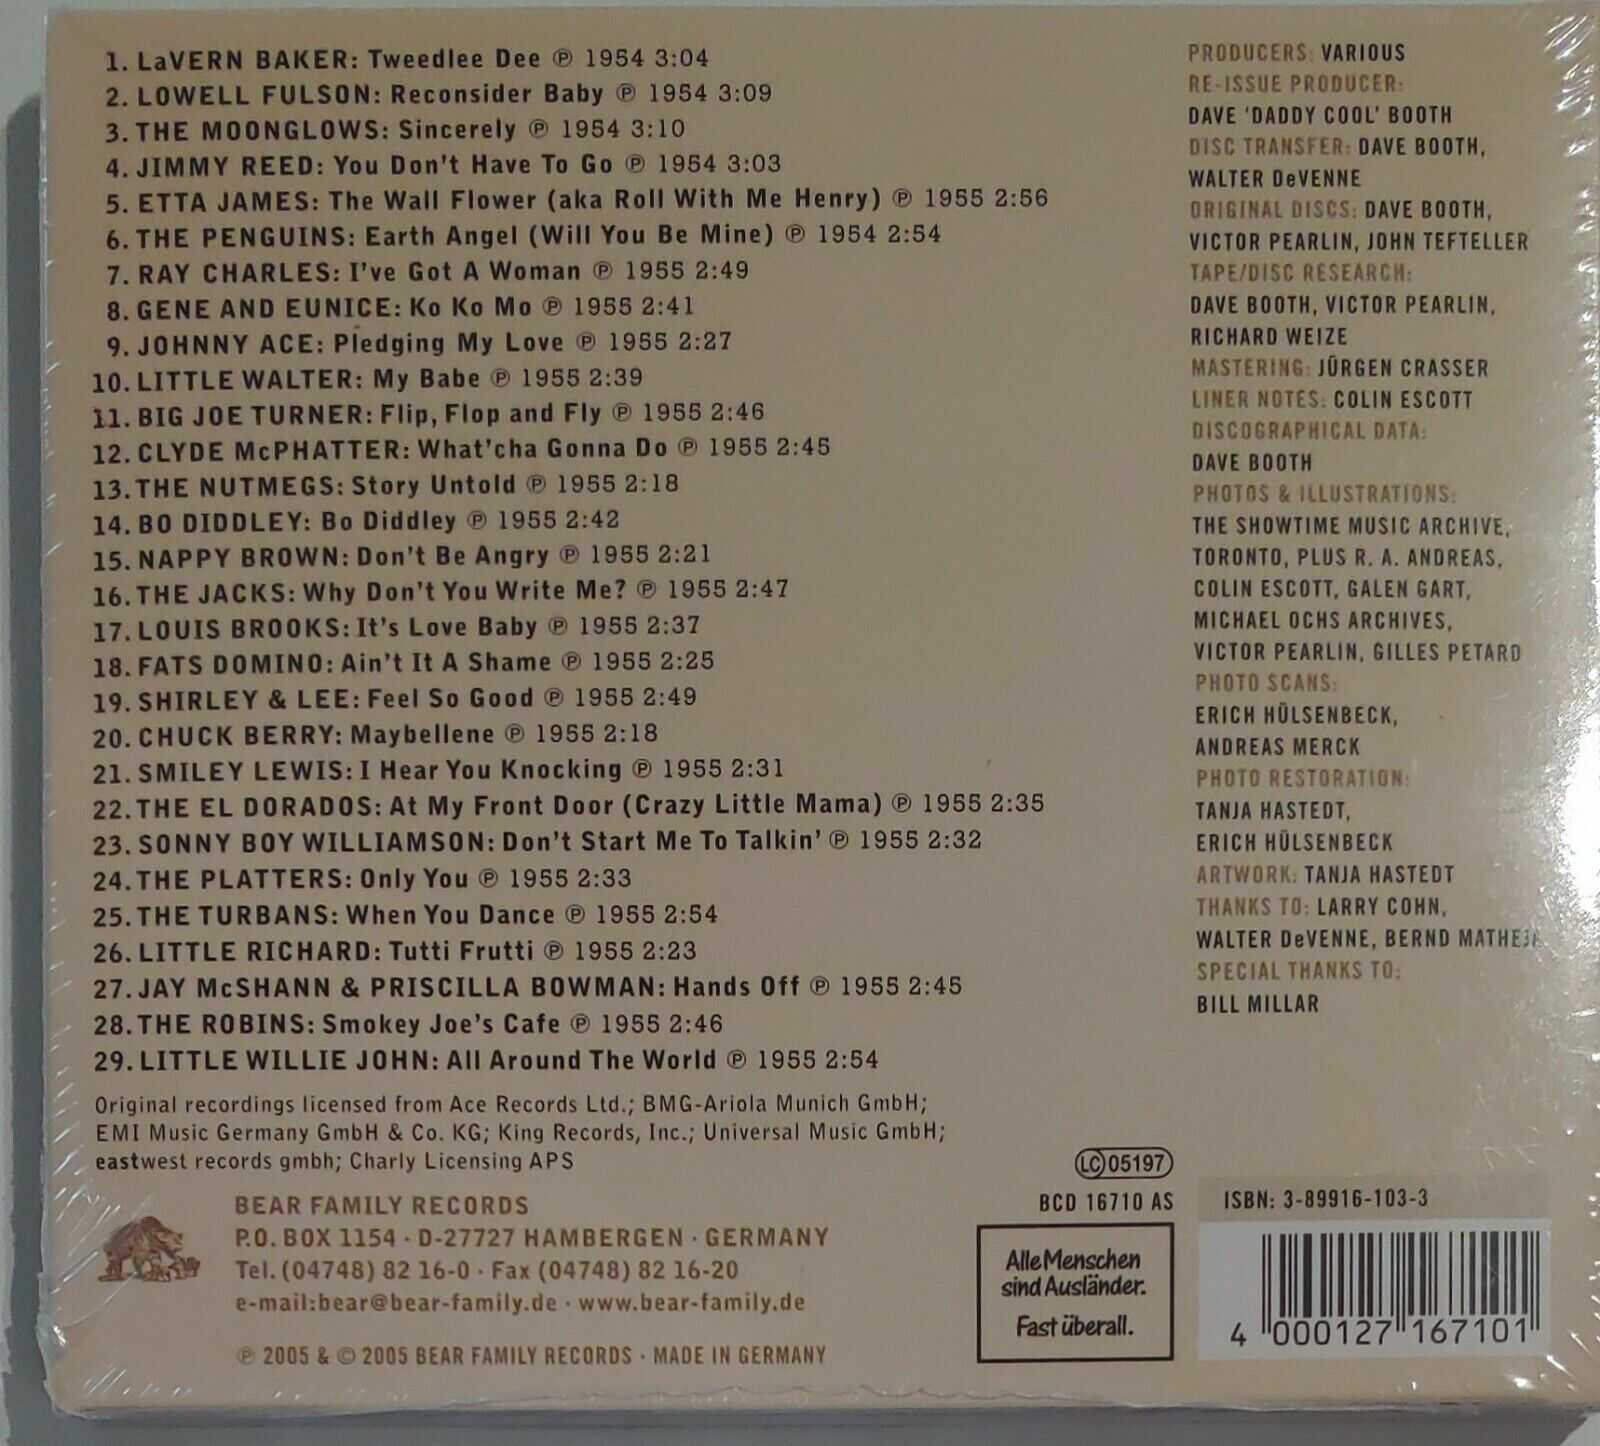 1. LaVERN BAKER: Tweedlee Dee ℗ 1954 3:04
2. LOWELL FULSON: Reconsider Baby ℗ 1954 3:09
3. THE MOONGLOWS: Sincerely ℗ 1954 3:10
4. JIMMY REED: You Don't Have To Go ℗ 1954 3:03
5. ETTA JAMES: The Wall Flower (aka Roll With Me Henry) ℗ 1955 2:56
6. THE PENGUINS: Earth Angel (Will You Be Mine) ℗ 1954 2:54
7. RAY CHARLES: I've Got A Woman ℗ 1955 2:49
8. GENE AND EUNICE: Ko Ko Mo ℗ 1955 2:41
9. JOHNNY ACE: Pledging My Love ℗ 1955 2:27
10. LITTLE WALTER: My Babe ℗ 1955 2:39
11. BIG JOE TURNER: Flip, Flop and Fly ℗ 1955 2:46
12. CLYDE McPHATTER: What'cha Gonna Do ℗ 1955 2:45
13. THE NUTMEGS: Story Untold ℗ 1955 2:18
14. BO DIDDLEY: Bo Diddley ℗ 1955 2:42
15. NAPPY BROWN: Don't Be Angry ℗ 1955 2:21
16. THE JACKS: Why Don't You Write Me? ℗ 1955 2:47
17. LOUIS BROOKS: It's Love Baby ℗ 1955 2:37
18. FATS DOMINO: Ain't It A Shame ℗ 1955 2:25
19. SHIRLEY & LEE: Feel So Good ℗ 1955 2:49
20. CHUCK BERRY: Maybellene ℗ 1955 2:18
21. SMILEY LEWIS: I Hear You Knocking ℗ 1955 2:31
22. THE EL DORADOS: At My Front Door (Crazy Little Mama) ℗ 1955 2:35
23. SONNY BOY WILLIAMSON: Don't Start Me To Talkin' ℗ 1955 2:32
24. THE PLATTERS: Only You ℗ 1955 2:33
25. THE TURBANS: When You Dance ℗ 1955 2:54
26. LITTLE RICHARD: Tutti Frutti ℗ 1955 2:23
27. JAY McSHANN & PRISCILLA BOWMAN: Hands Off ℗ 1955 2:45
28. THE ROBINS: Smokey Joe's Cafe ℗ 1955 2:46
29. LITTLE WILLIE JOHN: All Around The World ℗ 1955 2:54
Original recordings licensed from Ace Records Ltd.; BMG-Ariola Munich GmbH;
EMI Music Germany GmbH & Co. KG; King Records, Inc.; Universal Music GmbH;
eastwest records gmbh; Charly Licensing APS
BEAR FAMILY RECORDS
P.O. BOX 1154 · D-27727 HAMBERGEN · GERMANY
Tel. (04748) 82 16-0 · Fax (04748) 82 16-20
e-mail:bear@bear-family.de · www.bear-family.de
℗ 2005 & © 2005 BEAR FAMILY RECORDS · MADE IN GERMANY
PRODUCERS: VARIOUS
RE-ISSUE PRODUCER:
DAVE 'DADDY COOL' BOOTH
DISC TRANSFER: DAVE BOOTH,
WALTER DeVENNE
ORIGINAL DISCS: DAVE BOOTH,
VICTOR PEARLIN, JOHN TEFTELLER
TAPE/DISC RESEARCH:
DAVE BOOTH, VICTOR PEARLIN,
RICHARD WEIZE
MASTERING: JÜRGEN CRASSER
LINER NOTES: COLIN ESCOTT
DISCOGRAPHICAL DATA:
DAVE BOOTH
PHOTOS & ILLUSTRATIONS:
THE SHOWTIME MUSIC ARCHIVE,
TORONTO, PLUS R. A. ANDREAS,
COLIN ESCOTT, GALEN GART,
MICHAEL OCHS ARCHIVES,
VICTOR PEARLIN, GILLES PETARD
PHOTO SCANS:
ERICH HÜLSENBECK,
ANDREAS MERCK
PHOTO RESTORATION:
TANJA HASTEDT,
ERICH HÜLSENBECK
ARTWORK: TANJA HASTEDT
THANKS TO: LARRY COHN,
WALTER DeVENNE, BERND
SPECIAL THANKS TO:
BILL MILLAR
LC 05197
BCD 16710 AS
Alle Menschen
sind Ausländer.
Fast überall.
ISBN: 3-89916-103-3
4 000127 167101